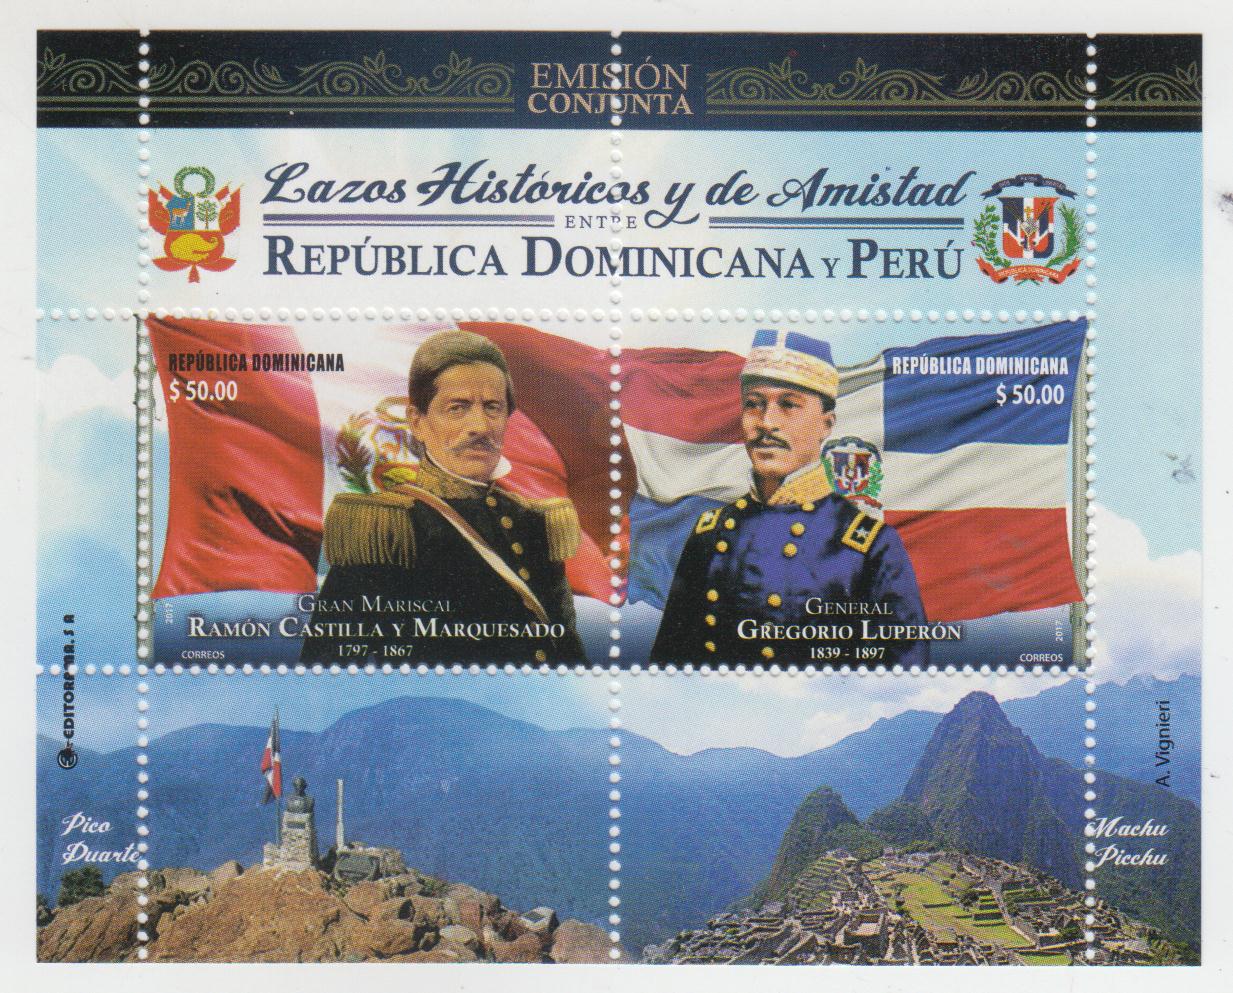 EMISIÓN
CONJUNTA
Lazos Históricos y de Amistad
ENTRE
REPÚBLICA DOMINICANA Y PERÚ
REPÚBLICA DOMINICANA
$ 50.00
REPÚBLICA DOMINICANA
$ 50.00
GRAN MARISCAL
RAMÓN CASTILLA Y MARQUESADO
1797 - 1867
2017
CORREOS
GENERAL
GREGORIO LUPERÓN
1839 - 1897
2017
CORREOS
A. Vignieri
Pico
Duarte
Machu
Picchu
REPÚBLICA DOMINICANA